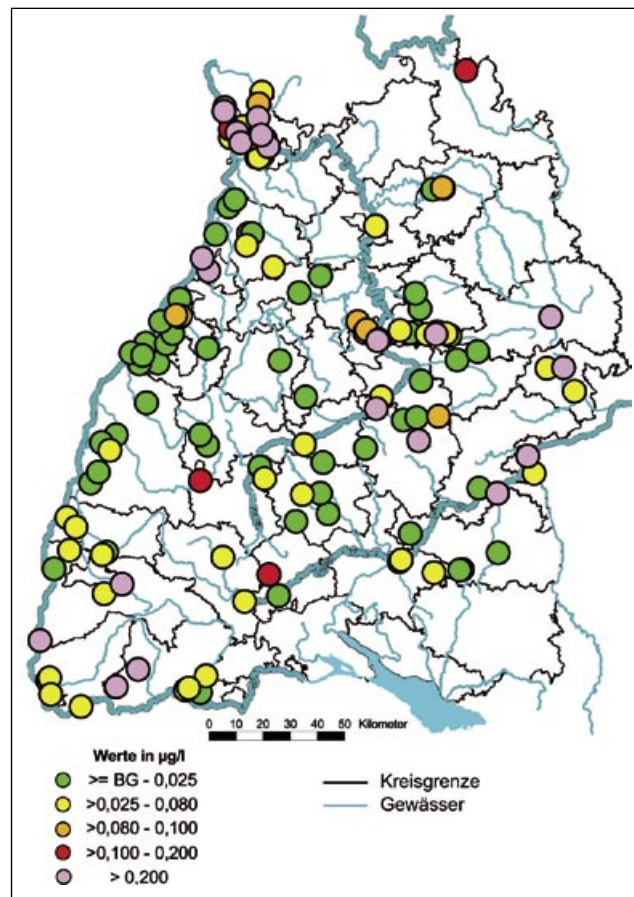 0 10 20 30 40 50 Kilometer
Werte in µg/l
>= BG - 0,025
>0,025 - 0,080
>0,080 - 0,100
>0,100 - 0,200
> 0,200
Kreisgrenze
Gewässer